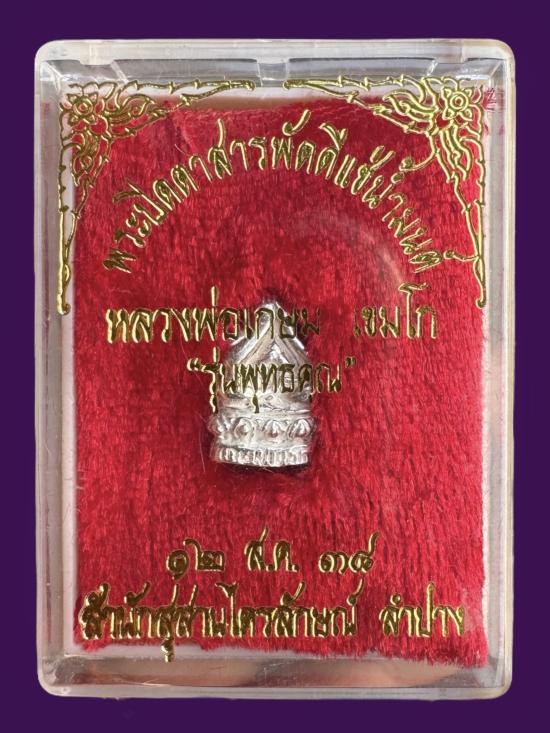 พระปิดตาสารพัดดีแช่น้ำมนต์
หลวงพ่อเกษม เขมโก
"รุ่นพุทธคุณ"
๑๒ ส.ค. ๓๘
สำนักสุสานไตรลักษณ์ ลำปาง